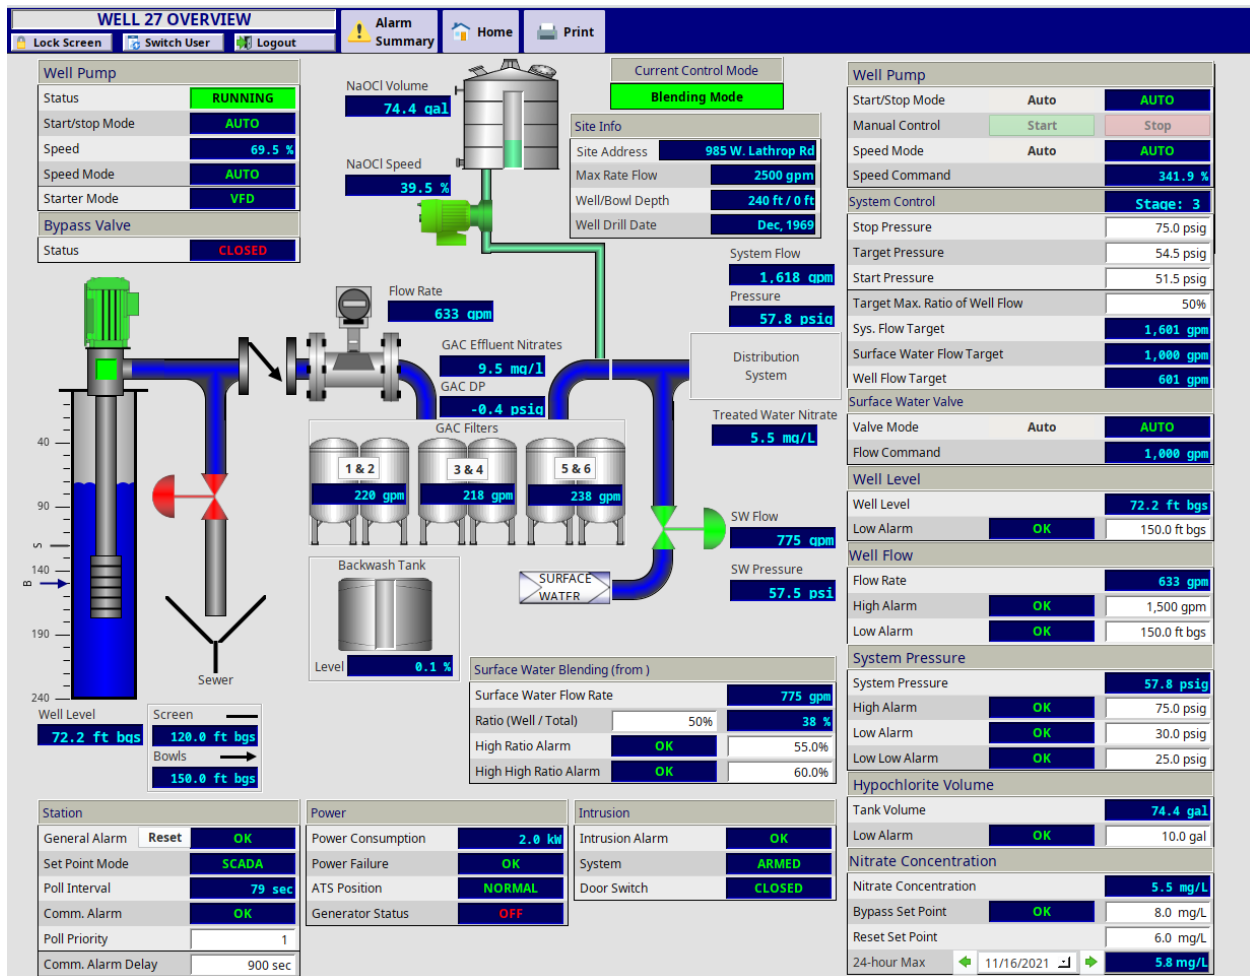 WELL 27 OVERVIEW
Lock Screen Switch User Logout
Alarm Summary
Home
Print
Well Pump
Status RUNNING
Start/stop Mode AUTO
Speed 69.5 %
Speed Mode AUTO
Starter Mode VFD
Bypass Valve
Status CLOSED
NaOCl Volume
74.4 gal
NaOCl Speed
39.5 %
Current Control Mode
Blending Mode
Site Info
Site Address 985 W. Lathrop Rd
Max Rate Flow 2500 gpm
Well/Bowl Depth 240 ft / 0 ft
Well Drill Date Dec, 1969
System Flow
1,618 gpm
Pressure
57.8 psig
Flow Rate
633 gpm
GAC Effluent Nitrates
9.5 mg/l
GAC DP
-0.4 psig
Distribution
System
Treated Water Nitrate
5.5 mg/L
GAC Filters
1 & 2 3 & 4 5 & 6
220 gpm 218 gpm 238 gpm
40
90
S
140
B
190
240
Sewer
Backwash Tank
Level 0.1 %
SURFACE
WATER
SW Flow
775 gpm
SW Pressure
57.5 psi
Well Level
72.2 ft bgs
Screen
120.0 ft bgs
Bowls
150.0 ft bgs
Surface Water Blending (from )
Surface Water Flow Rate 775 gpm
Ratio (Well / Total) 50% 38 %
High Ratio Alarm OK 55.0%
High High Ratio Alarm OK 60.0%
Station
General Alarm Reset OK
Set Point Mode SCADA
Poll Interval 79 sec
Comm. Alarm OK
Poll Priority 1
Comm. Alarm Delay 900 sec
Power
Power Consumption 2.0 kW
Power Failure OK
ATS Position NORMAL
Generator Status OFF
Intrusion
Intrusion Alarm OK
System ARMED
Door Switch CLOSED
Well Pump
Start/Stop Mode Auto AUTO
Manual Control Start Stop
Speed Mode Auto AUTO
Speed Command 341.9 %
System Control Stage: 3
Stop Pressure 75.0 psig
Target Pressure 54.5 psig
Start Pressure 51.5 psig
Target Max. Ratio of Well Flow 50%
Sys. Flow Target 1,601 gpm
Surface Water Flow Target 1,000 gpm
Well Flow Target 601 gpm
Surface Water Valve
Valve Mode Auto AUTO
Flow Command 1,000 gpm
Well Level
Well Level 72.2 ft bgs
Low Alarm OK 150.0 ft bgs
Well Flow
Flow Rate 633 gpm
High Alarm OK 1,500 gpm
Low Alarm OK 150.0 ft bgs
System Pressure
System Pressure 57.8 psig
High Alarm OK 75.0 psig
Low Alarm OK 30.0 psig
Low Low Alarm OK 25.0 psig
Hypochlorite Volume
Tank Volume 74.4 gal
Low Alarm OK 10.0 gal
Nitrate Concentration
Nitrate Concentration 5.5 mg/L
Bypass Set Point OK 8.0 mg/L
Reset Set Point 6.0 mg/L
24-hour Max 11/16/2021 5.8 mg/L